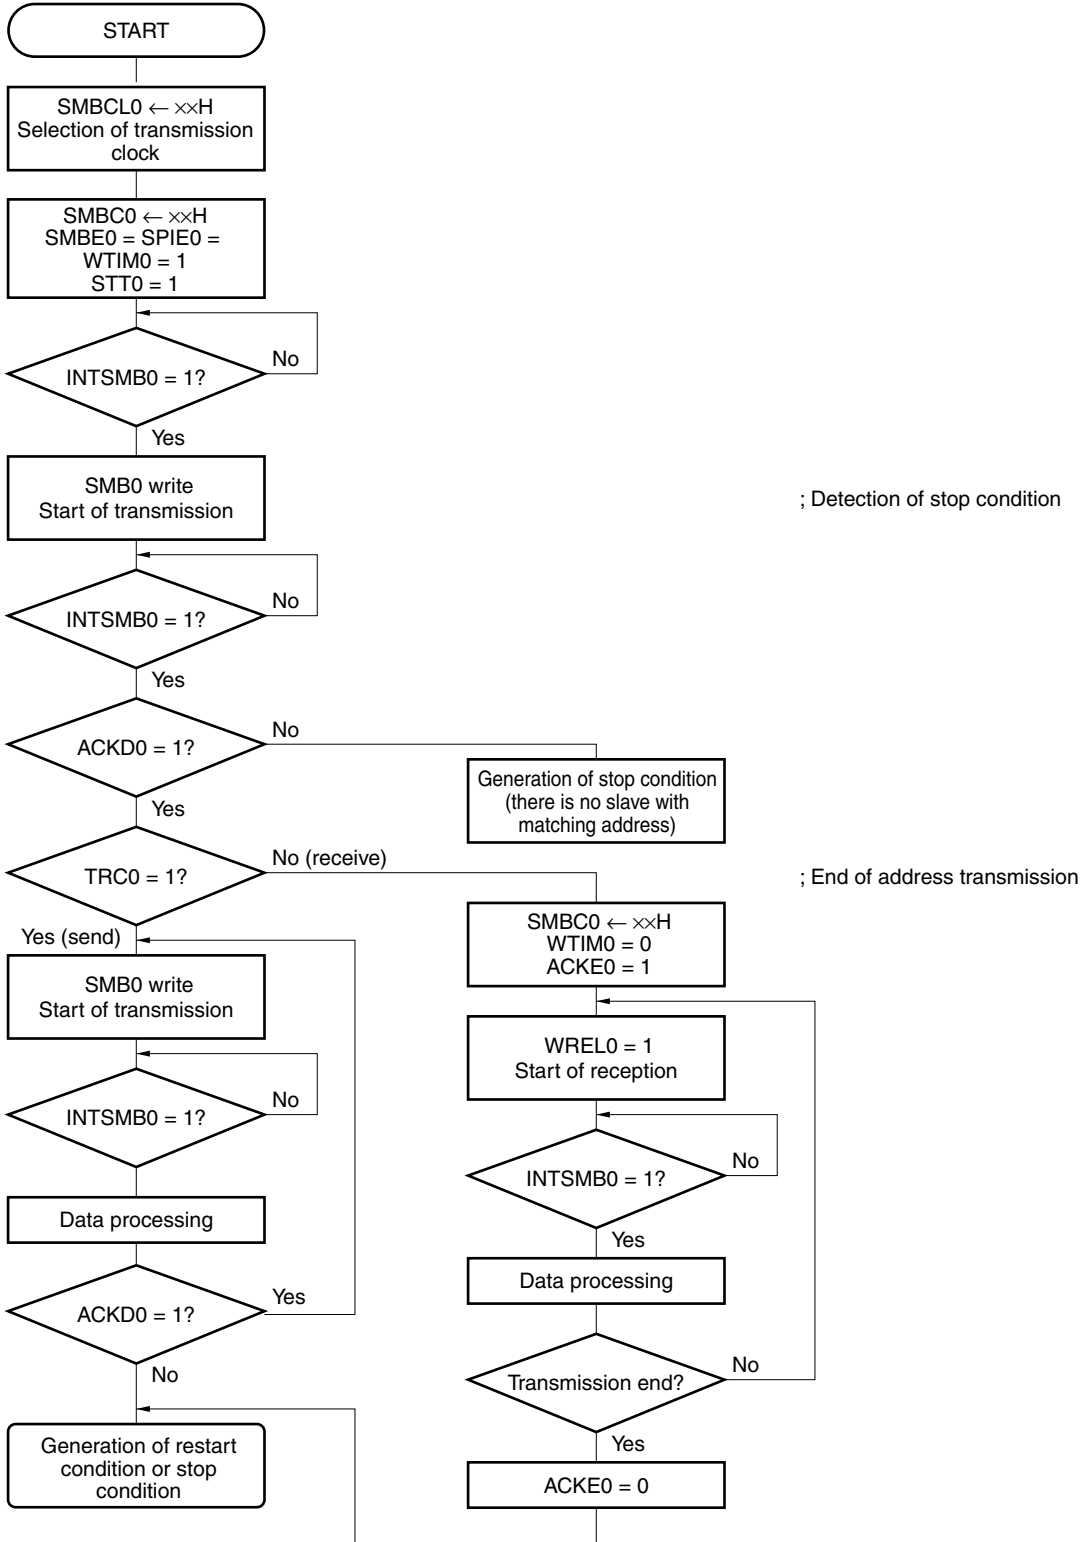 START
SMBCL0 ← ××H
Selection of transmission
clock
SMBC0 ← ××H
SMBE0 = SPIE0 =
WTIM0 = 1
STT0 = 1
No
INTSMB0 = 1?
Yes
SMB0 write
Start of transmission
; Detection of stop condition
No
INTSMB0 = 1?
Yes
No
ACKD0 = 1?
Generation of stop condition
(there is no slave with
matching address)
Yes
No (receive)
TRC0 = 1?
; End of address transmission
Yes (send)
SMB0 write
Start of transmission
No
INTSMB0 = 1?
Data processing
ACKD0 = 1?
Yes
No
Generation of restart
condition or stop
condition
SMBC0 ← ××H
WTIM0 = 0
ACKE0 = 1
WREL0 = 1
Start of reception
No
INTSMB0 = 1?
Yes
Data processing
No
Transmission end?
Yes
ACKE0 = 0